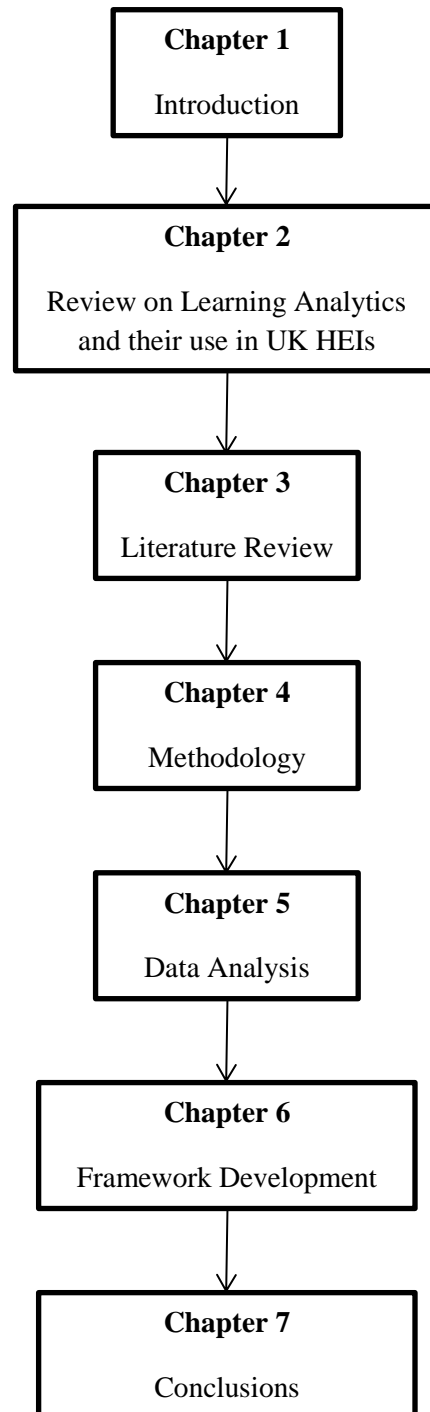 Chapter 1
Introduction
Chapter 2
Review on Learning Analytics
and their use in UK HEIs
Chapter 3
Literature Review
Chapter 4
Methodology
Chapter 5
Data Analysis
Chapter 6
Framework Development
Chapter 7
Conclusions